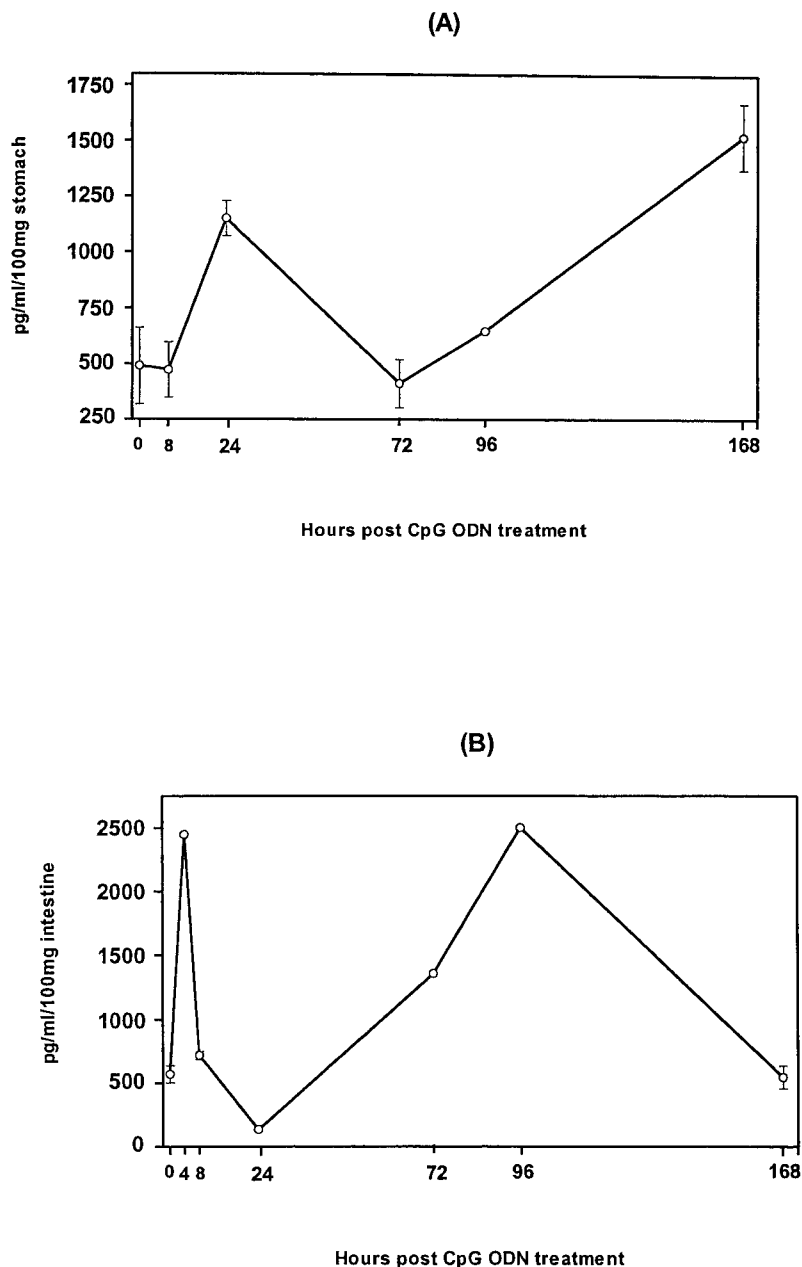 (A)
pg/ml/100mg stomach
1750
1500
1250
1000
750
500
250
0 8 24 72 96 168
Hours post CpG ODN treatment
(B)
pg/ml/100mg intestine
2500
2000
1500
1000
500
0
0 4 8 24 72 96 168
Hours post CpG ODN treatment